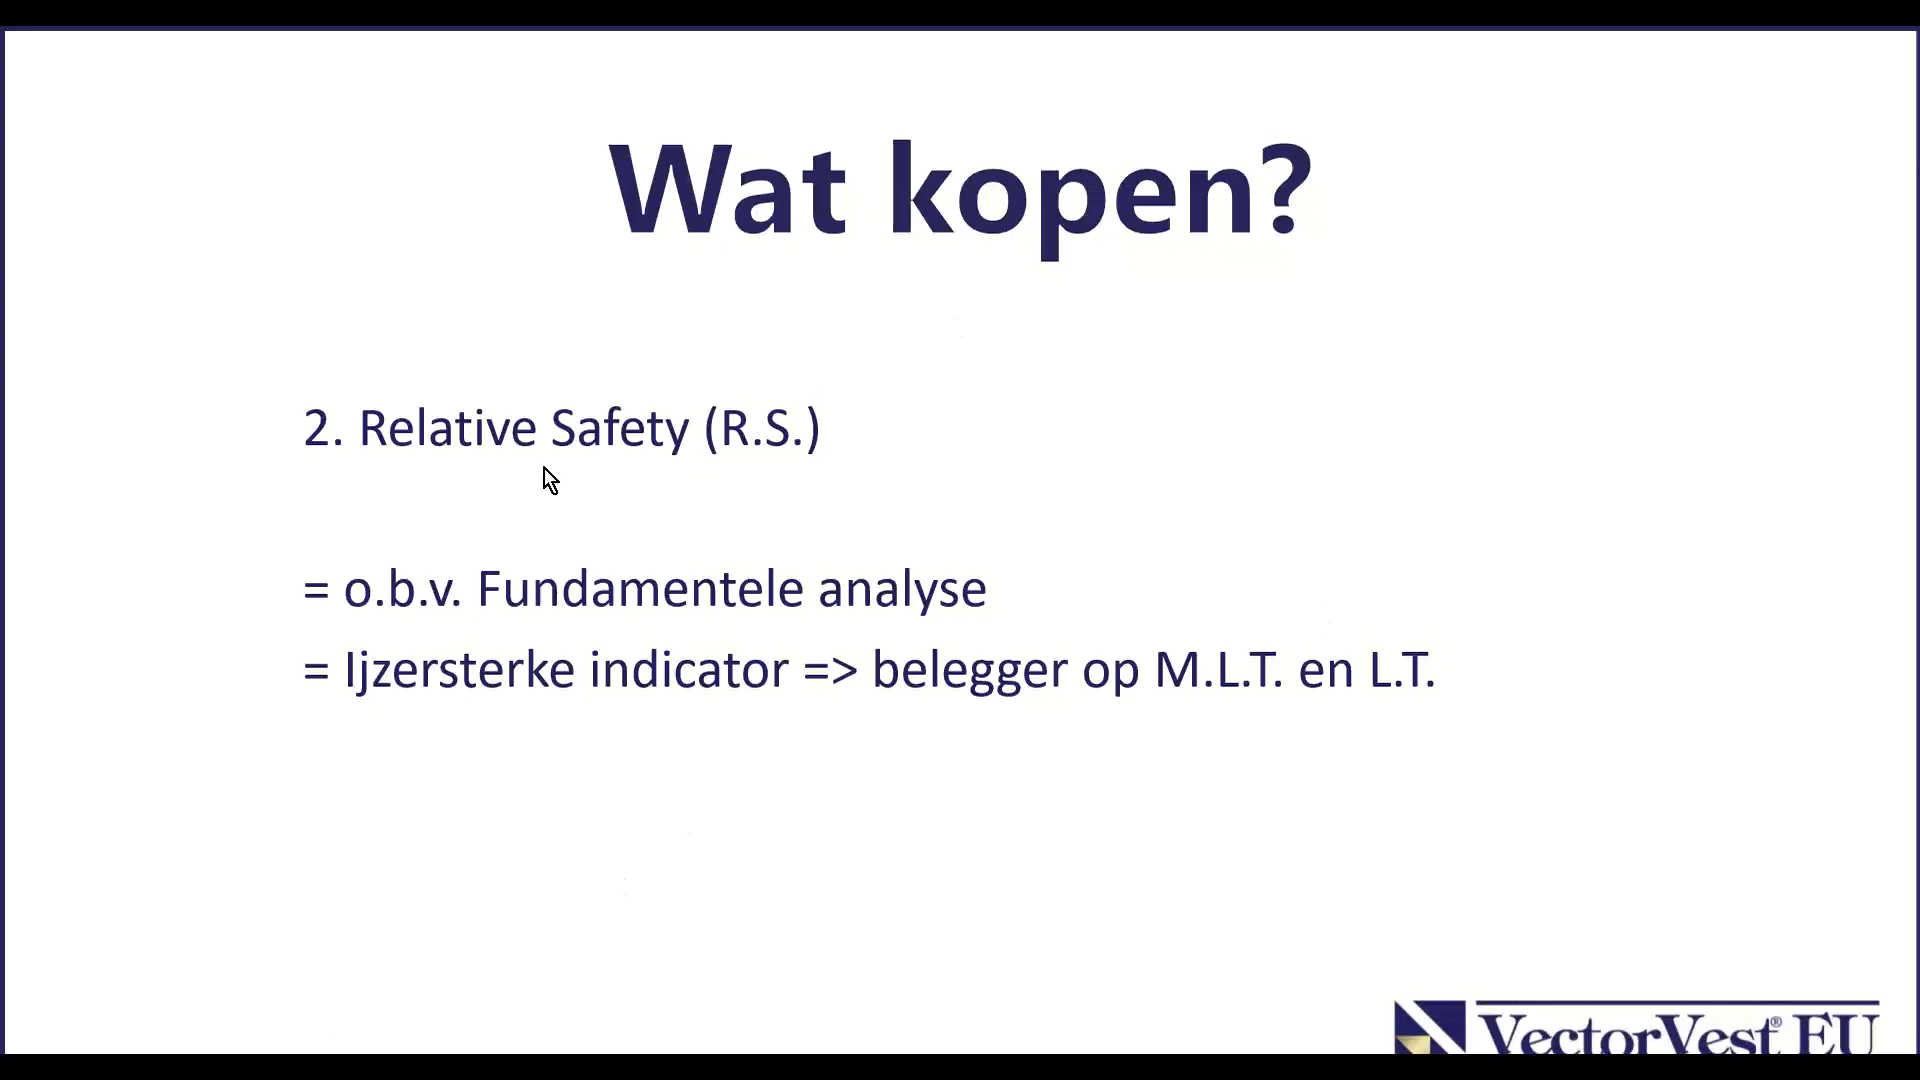 Wat kopen?
2. Relative Safety (R.S.)
= o.b.v. Fundamentele analyse
= Ijzersterke indicator => belegger op M.L.T. en L.T.
VectorVest® EU